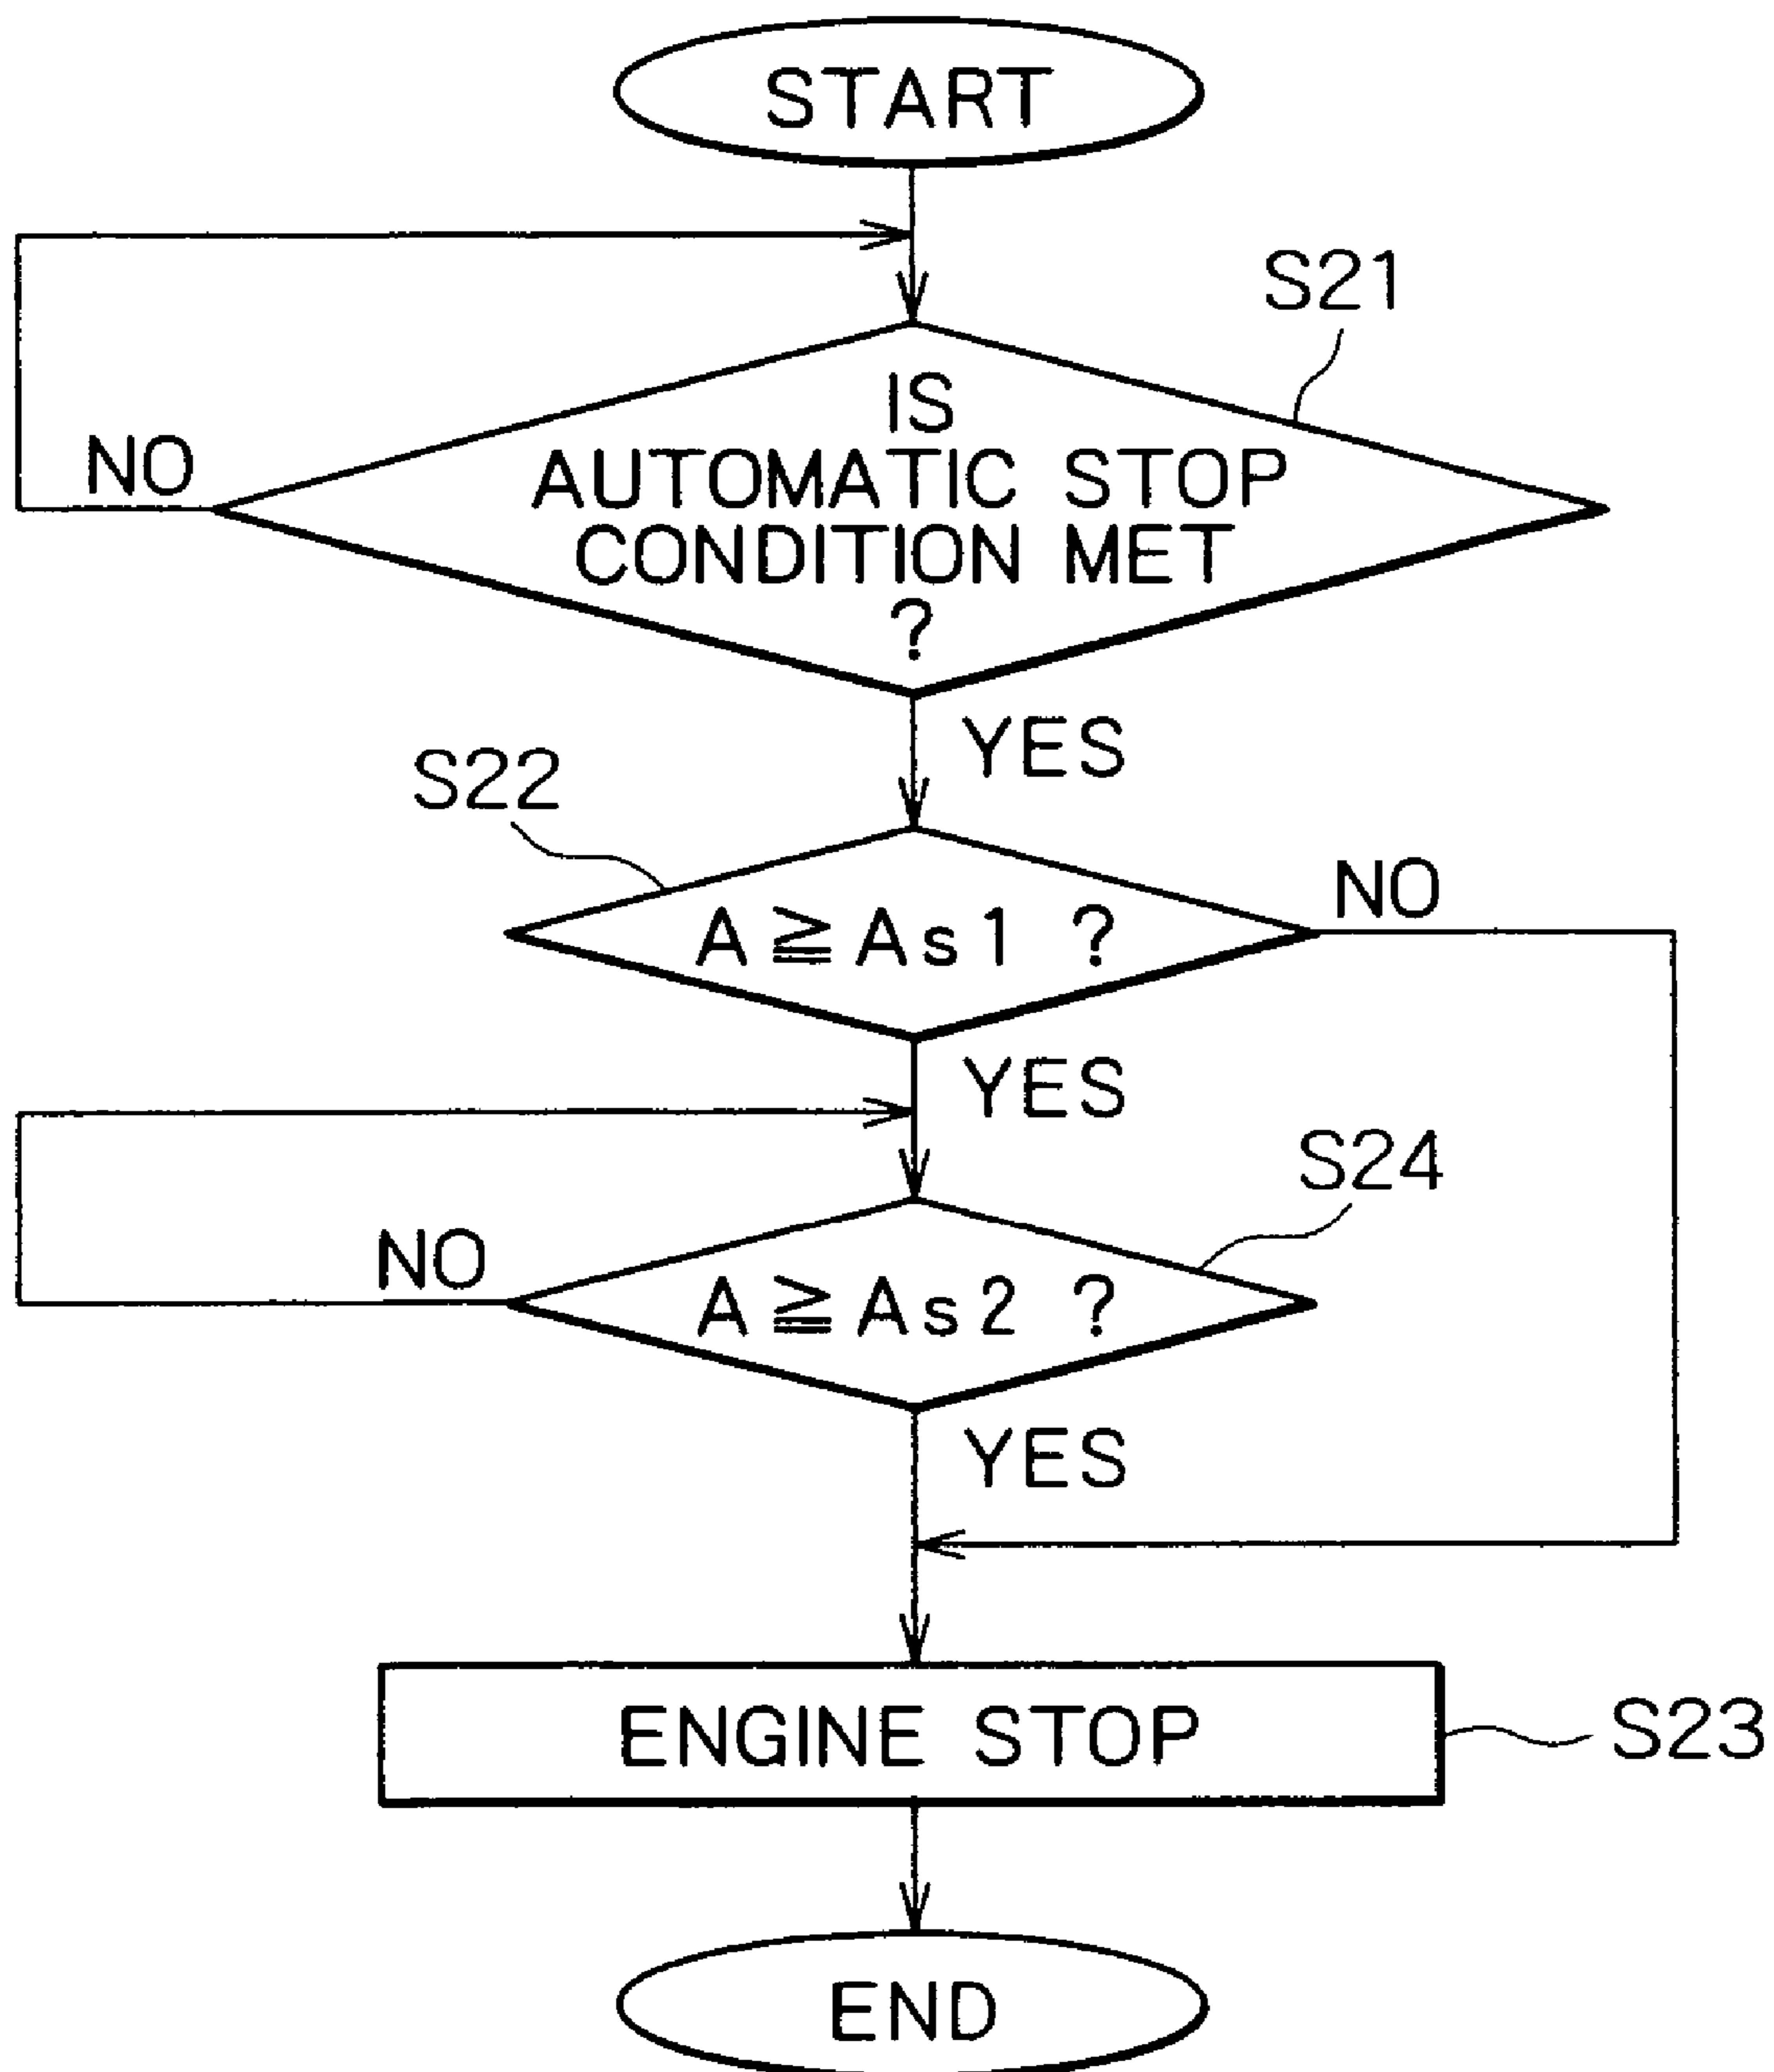 START
S21
IS
NO
AUTOMATIC STOP
CONDITION MET
?
YES
S22
NO
A ≧ As1 ?
YES
S24
NO
A ≧ As2 ?
YES
ENGINE STOP
S23
END